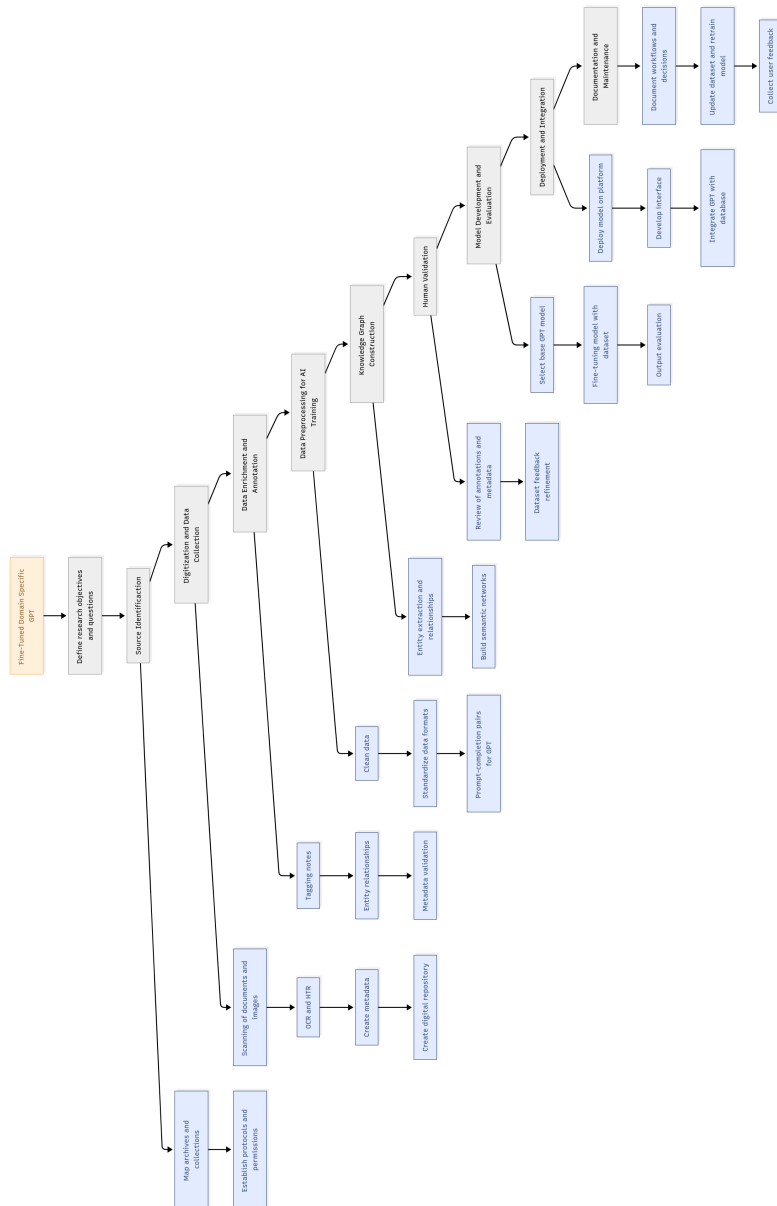 Fine-Tuned Domain Specific
GPT
Define research objectives
and questions
Source Identificaction
Map archives and
collections
Establish protocols and
permissions
Digitization and Data
Collection
Scanning of documents and
images
OCR and HTR
Create metadata
Create digital repository
Data Enrichment and
Annotation
Tagging notes
Entity relationships
Metadata validation
Data Preprocessing for AI
Training
Clean data
Standardize data formats
Prompt-completion pairs
for GPT
Knowledge Graph
Construction
Entity extraction and
relationships
Build semantic networks
Human Validation
Review of annotations and
metadata
Dataset feedback
refinement
Model Development and
Evaluation
Select base GPT model
Fine-tuning model with
dataset
Output evaluation
Deployment and Integration
Deploy model on platform
Develop interface
Integrate GPT with
database
Documentation and
Maintenance
Document workflows and
decisions
Update dataset and retrain
model
Collect user feedback